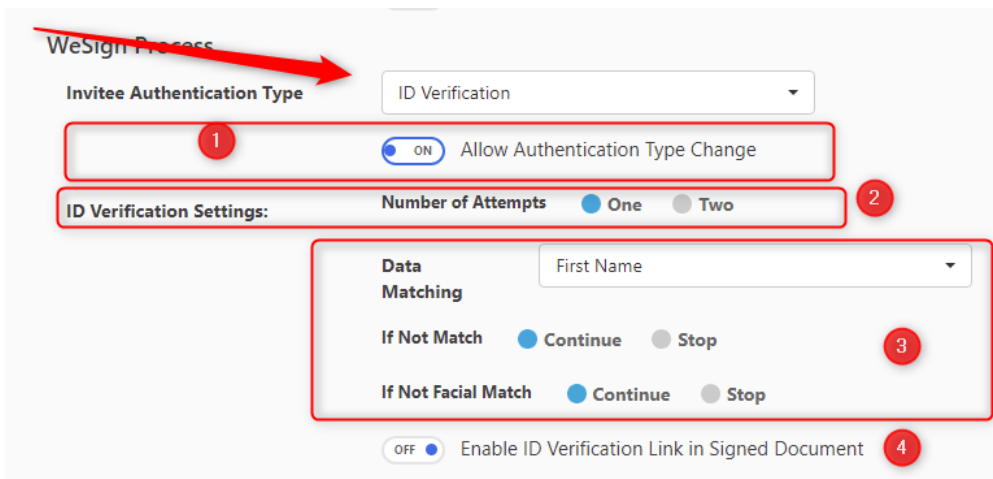 WeSign Process
Invitee Authentication Type ID Verification
1
ON Allow Authentication Type Change
ID Verification Settings: Number of Attempts One Two 2
Data Matching First Name
If Not Match Continue Stop 3
If Not Facial Match Continue Stop
OFF Enable ID Verification Link in Signed Document 4